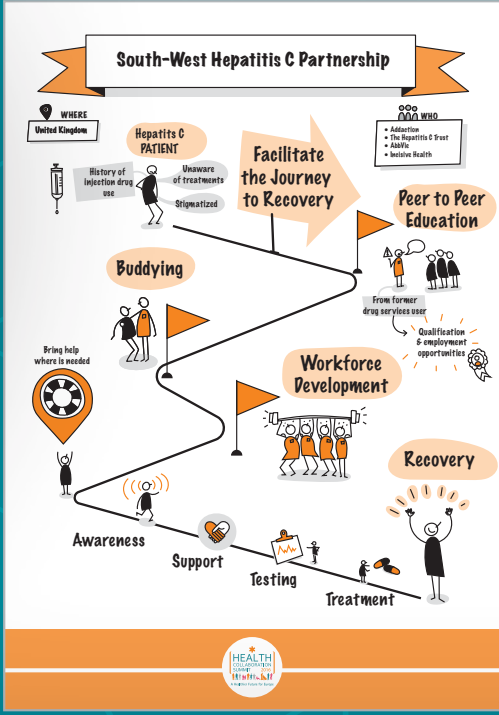 South-West Hepatitis C Partnership
WHERE
United Kingdom
WHO
• Addaction
• The Hepatitis C Trust
• AbbVie
• Incisive Health
Hepatits C
PATIENT
History of
injection drug
use
Unaware
of treatments
Stigmatized
Facilitate
the Journey
to Recovery
Peer to Peer
Education
From former
drug services user
Qualification
& employment
opportunities
Buddying
Bring help
where is needed
Workforce
Development
Recovery
Awareness
Support
Testing
Treatment
HEALTH
COLLABORATION
SUMMIT 2016